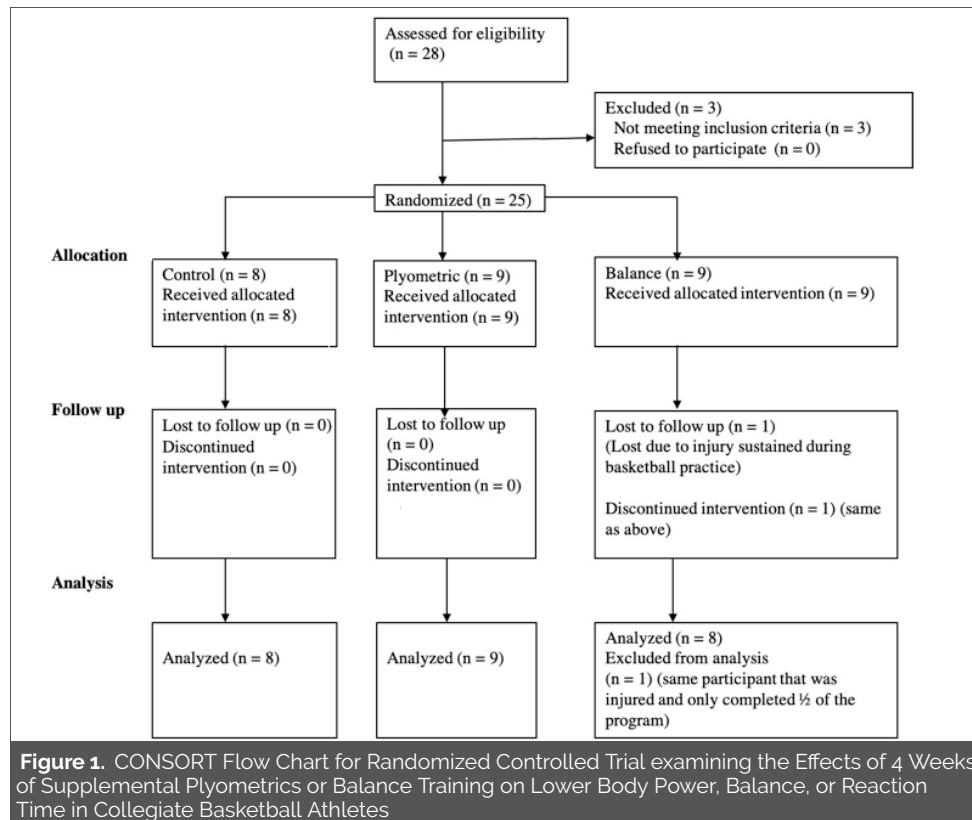 Assessed for eligibility
(n = 28)
Excluded (n = 3)
Not meeting inclusion criteria (n = 3)
Refused to participate (n = 0)
Randomized (n = 25)
Allocation
Control (n = 8)
Received allocated
intervention (n = 8)
Plyometric (n = 9)
Received allocated
intervention (n = 9)
Balance (n = 9)
Received allocated intervention (n = 9)
Follow up
Lost to follow up (n = 0)
Discontinued
intervention (n = 0)
Lost to follow up
(n = 0)
Discontinued
intervention (n = 0)
Lost to follow up (n = 1)
(Lost due to injury sustained during
basketball practice)
Discontinued intervention (n = 1) (same
as above)
Analysis
Analyzed (n = 8)
Analyzed (n = 9)
Analyzed (n = 8)
Excluded from analysis
(n = 1) (same participant that was
injured and only completed ½ of the
program)
Figure 1. CONSORT Flow Chart for Randomized Controlled Trial examining the Effects of 4 Weeks
of Supplemental Plyometrics or Balance Training on Lower Body Power, Balance, or Reaction
Time in Collegiate Basketball Athletes